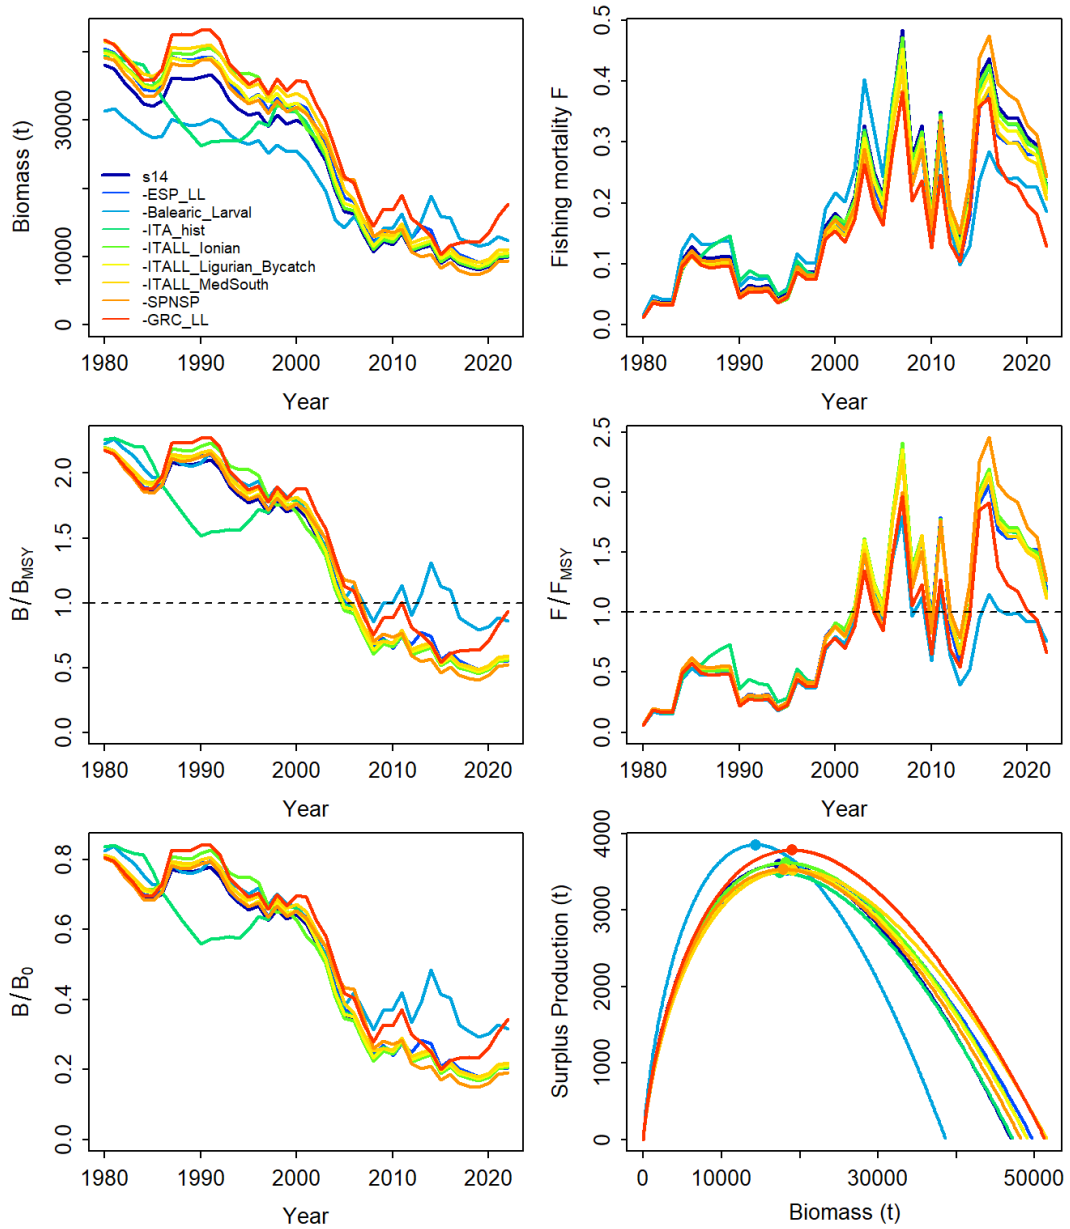 Biomass (t)
0
10000
30000
s14
-ESP_LL
-Balearic_Larval
-ITA_hist
-ITALL_Ionian
-ITALL_Ligurian_Bycatch
-ITALL_MedSouth
-SPNSP
-GRC_LL
1980 1990 2000 2010 2020
Year
Fishing mortality F
0.0 0.1 0.2 0.3 0.4 0.5
1980 1990 2000 2010 2020
Year
B / BMSY
0.0 0.5 1.0 1.5 2.0
1980 1990 2000 2010 2020
Year
F / FMSY
0.0 0.5 1.0 1.5 2.0 2.5
1980 1990 2000 2010 2020
Year
B / B0
0.0 0.2 0.4 0.6 0.8
1980 1990 2000 2010 2020
Year
Surplus Production (t)
0 1000 2000 3000 4000
0 10000 30000 50000
Biomass (t)